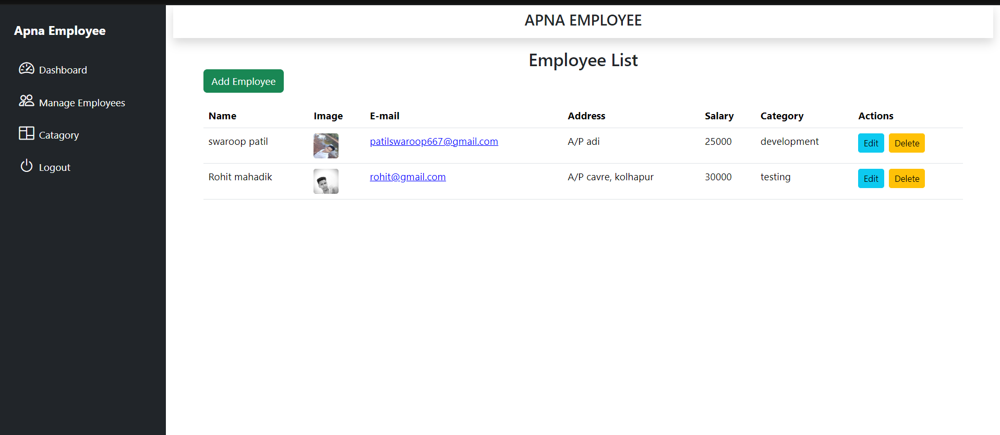 Apna Employee
Dashboard
Manage Employees
Catagory
Logout
APNA EMPLOYEE
Employee List
Add Employee
Name Image E-mail Address Salary Category Actions
swaroop patil patilswaroop667@gmail.com A/P adi 25000 development Edit Delete
Rohit mahadik rohit@gmail.com A/P cavre, kolhapur 30000 testing Edit Delete